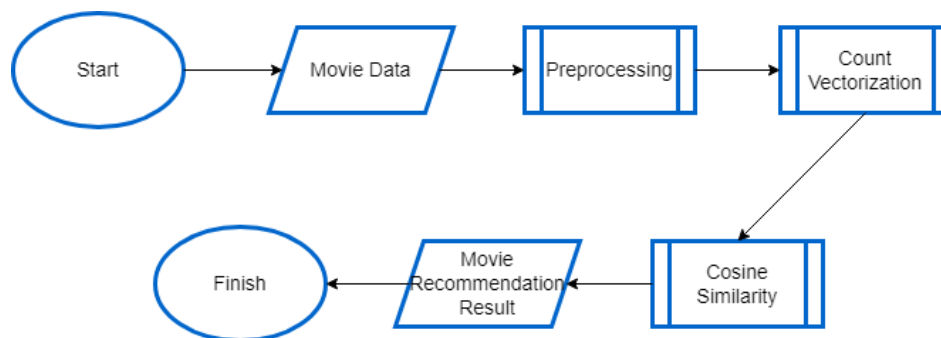 Start
Movie Data
Preprocessing
Count
Vectorization
Cosine
Similarity
Movie
Recommendation
Result
Finish